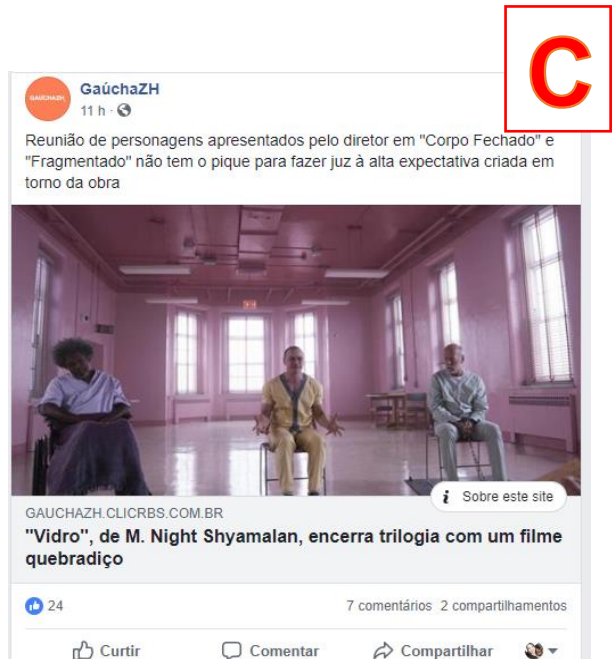 C
GAÚCHAZH
GaúchaZH
11 h ·
Reunião de personagens apresentados pelo diretor em "Corpo Fechado" e
"Fragmentado" não tem o pique para fazer juz à alta expectativa criada em
torno da obra
EXIT
i Sobre este site
GAUCHAZH.CLICRBS.COM.BR
"Vidro", de M. Night Shyamalan, encerra trilogia com um filme
quebradiço
24 7 comentários 2 compartilhamentos
Curtir Comentar Compartilhar